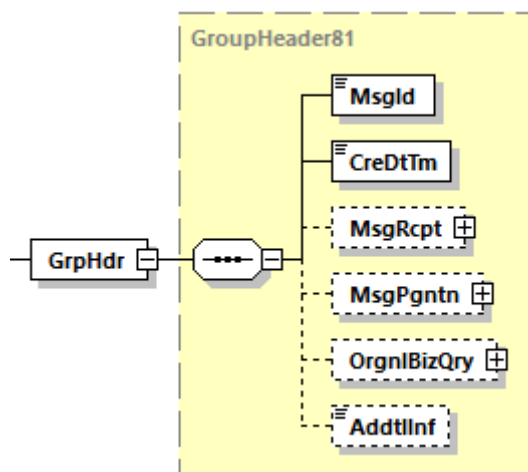 GroupHeader81
MsgId
CreDtTm
MsgRcpt
GrpHdr
MsgPgntn
OrgnlBizQry
AddtlInf